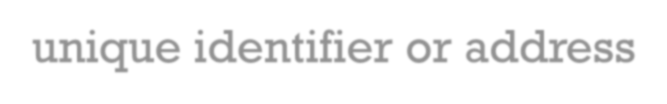 unique identifier or address